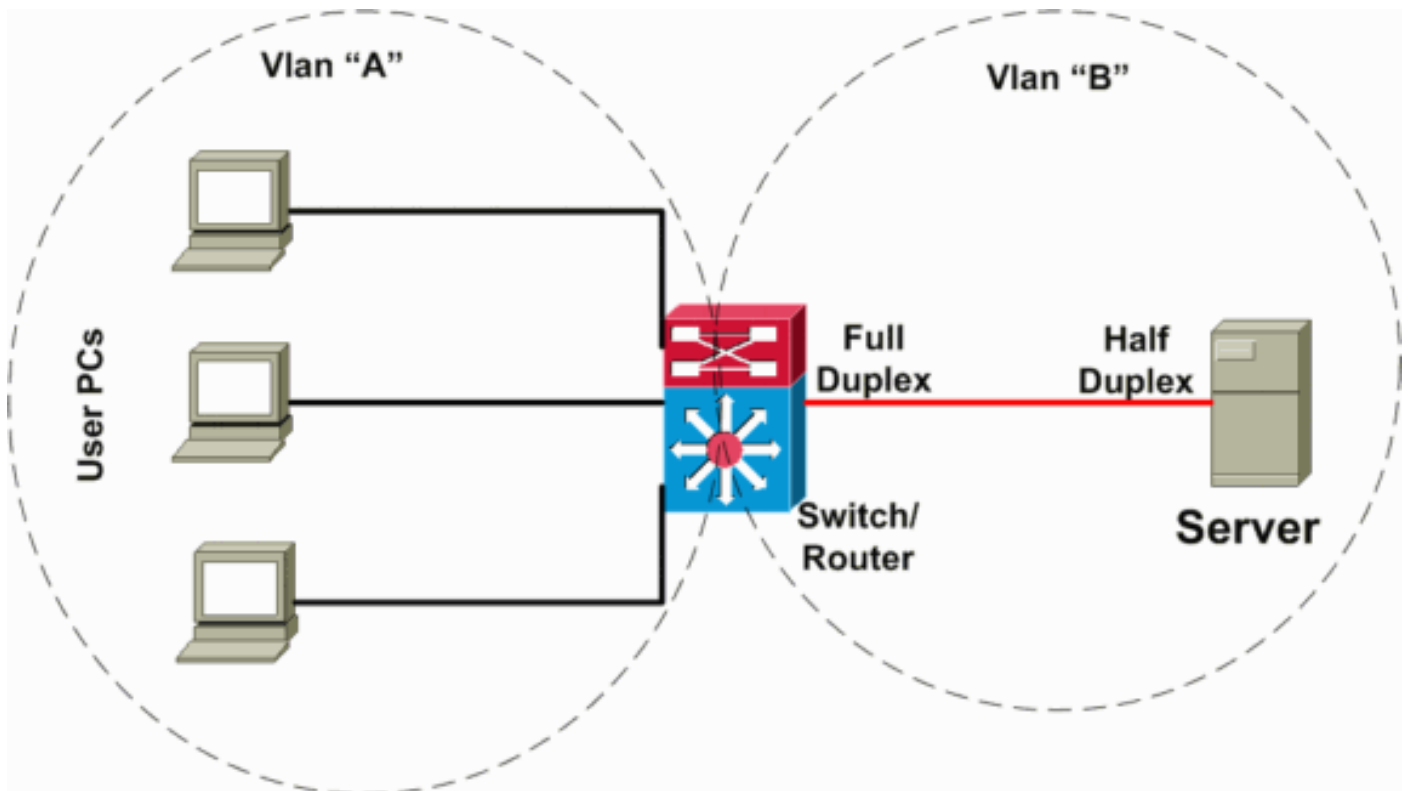 Vlan “A”
Vlan “B”
User PCs
Full
Duplex
Half
Duplex
Switch/
Router
Server